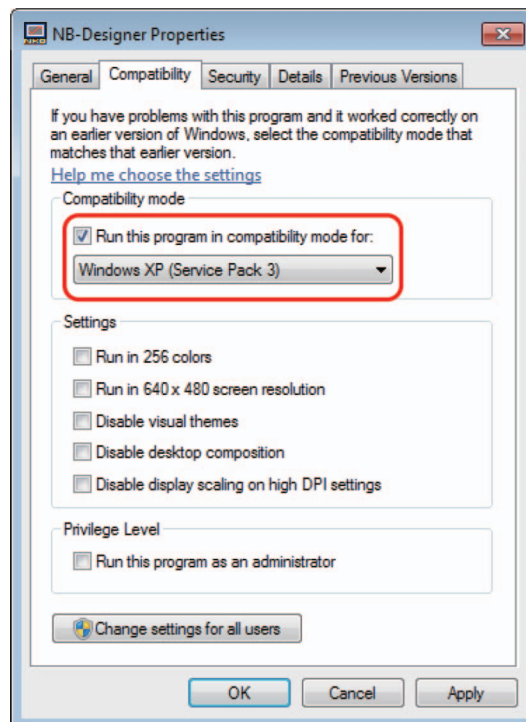 NB-Designer Properties
General Compatibility Security Details Previous Versions
If you have problems with this program and it worked correctly on
an earlier version of Windows, select the compatibility mode that
matches that earlier version.
Help me choose the settings
Compatibility mode
Run this program in compatibility mode for:
Windows XP (Service Pack 3)
Settings
Run in 256 colors
Run in 640 x 480 screen resolution
Disable visual themes
Disable desktop composition
Disable display scaling on high DPI settings
Privilege Level
Run this program as an administrator
Change settings for all users
OK Cancel Apply